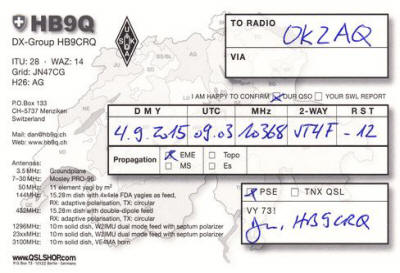 HB9Q
DX-Group HB9CRQ
ITU: 28 - WAZ: 14
Grid: JN47CG
H26: AG
USKA
TO RADIO OK2AQ
VIA
I AM HAPPY TO CONFIRM OUR QSO YOUR SWL REPORT
P.O.Box 133
CH-5737 Menziken
Switzerland
Mail: dan@hb9q.ch
Web: www.hb9q.ch
D M Y UTC MHz 2-WAY R S T
4.9.2015 09.03 10368 JT4F -12
Propagation EME Topo
MS Es
Antennas:
3.5MHz: Groundplane
7-30MHz: Mosley PRO-96
50MHz 11 element yagi by m²
144MHz 15.28m dish with 4x4ele FDA yagies as feed,
RX: adaptive polarisation, TX: circular
432MHz 15.28m dish with double-dipole feed
RX: adaptive polarisation, TX: circular
1296MHz 10m solid dish, W2IMU dual mode feed with septum polarizer
23xxMHz 10m solid dish, W2IMU dual mode feed with septum polarizer
3100MHz 10m solid dish, VE4MA horn
PSE TNX QSL
VY 73!
HB9CRQ
www.QSLSHOP.com